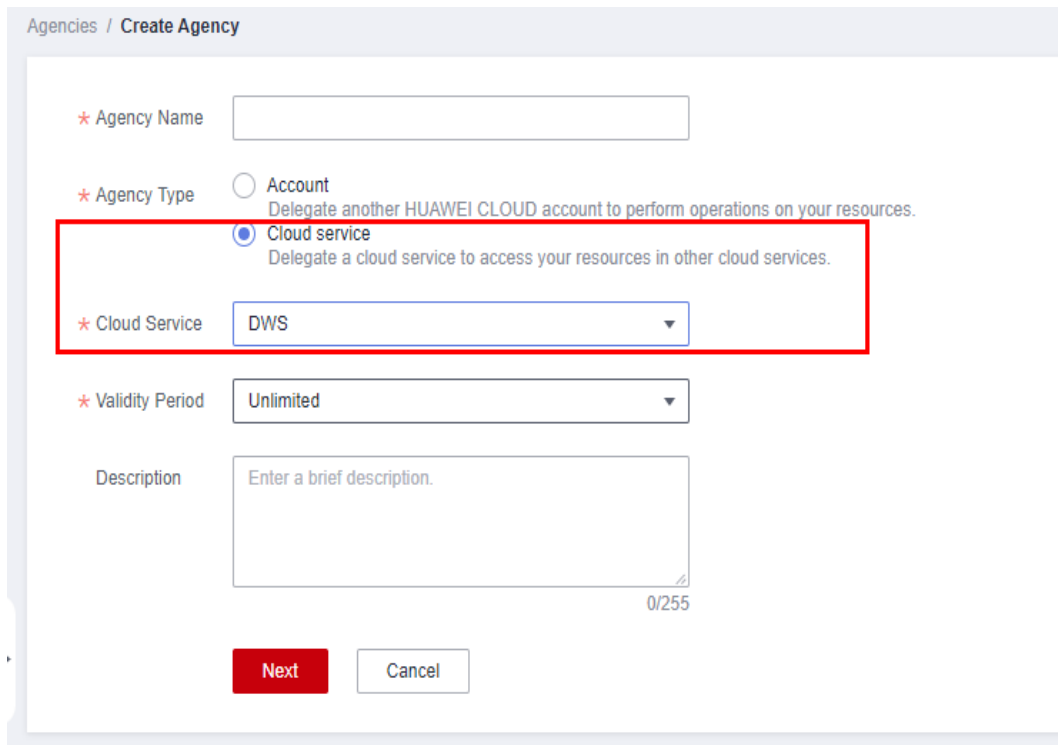 Agencies / Create Agency
* Agency Name
* Agency Type
Account
Delegate another HUAWEI CLOUD account to perform operations on your resources.
Cloud service
Delegate a cloud service to access your resources in other cloud services.
* Cloud Service
DWS
* Validity Period
Unlimited
Description
Enter a brief description.
0/255
Next
Cancel